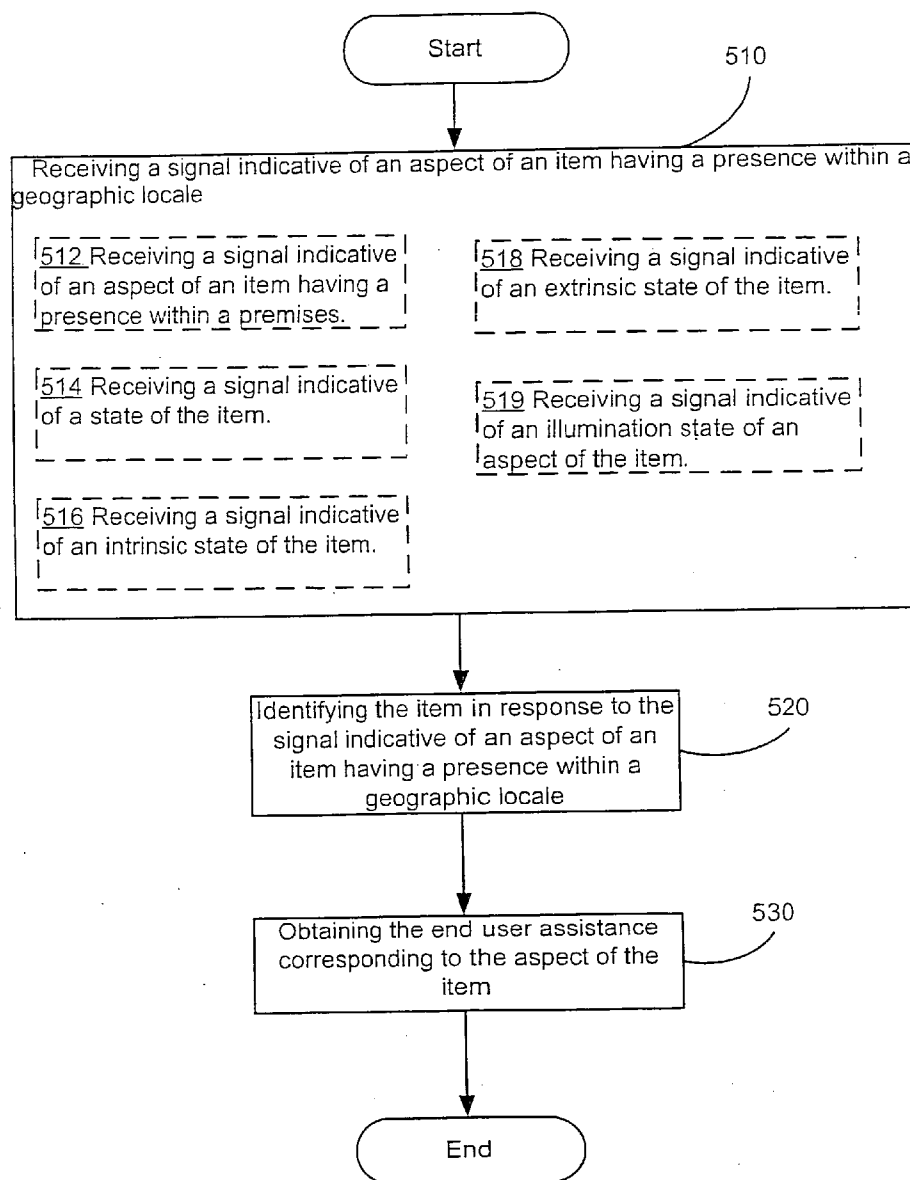 Start
510
Receiving a signal indicative of an aspect of an item having a presence within a
geographic locale
512 Receiving a signal indicative
of an aspect of an item having a
presence within a premises.
514 Receiving a signal indicative
of a state of the item.
516 Receiving a signal indicative
of an intrinsic state of the item.
518 Receiving a signal indicative
of an extrinsic state of the item.
519 Receiving a signal indicative
of an illumination state of an
aspect of the item.
Identifying the item in response to the
signal indicative of an aspect of an
item having a presence within a
geographic locale
520
Obtaining the end user assistance
corresponding to the aspect of the
item
530
End